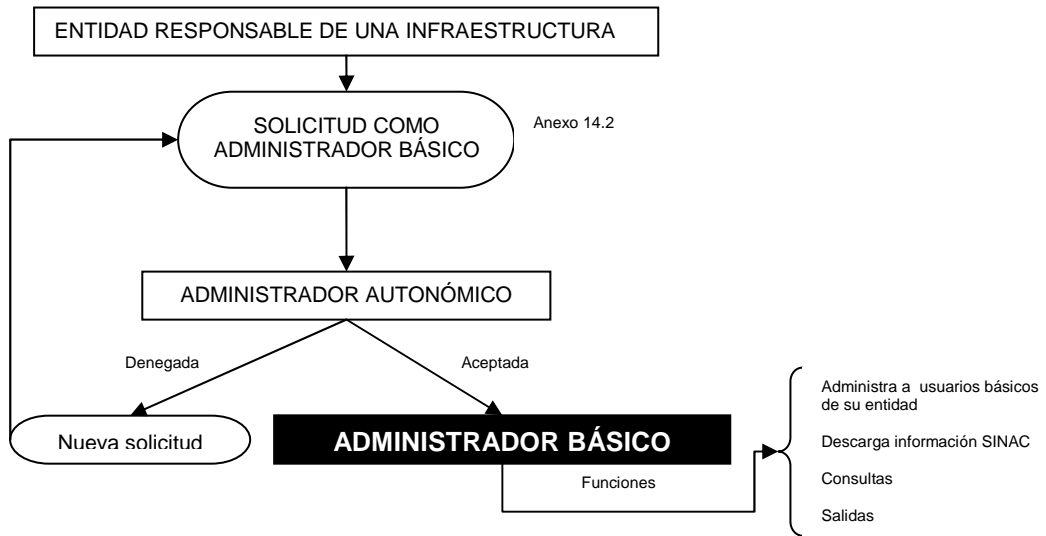 ENTIDAD RESPONSABLE DE UNA INFRAESTRUCTURA
SOLICITUD COMO
ADMINISTRADOR BÁSICO
Anexo 14.2
ADMINISTRADOR AUTONÓMICO
Denegada
Aceptada
Nueva solicitud
ADMINISTRADOR BÁSICO
Funciones
Administra a usuarios básicos
de su entidad
Descarga información SINAC
Consultas
Salidas